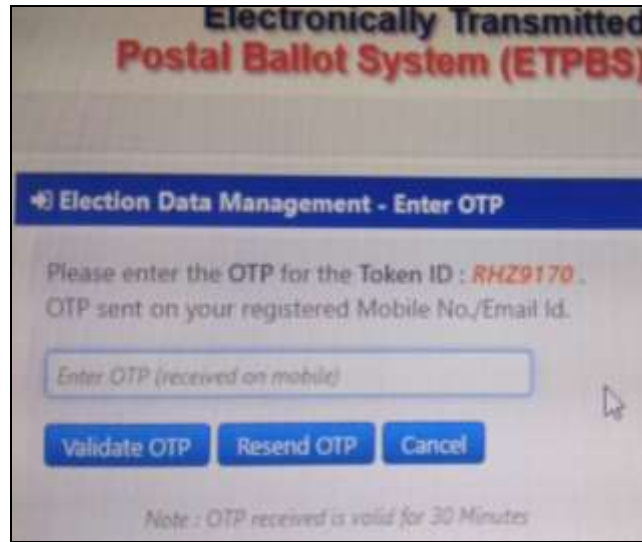 Electronically Transmitted
Postal Ballot System (ETPBS)
Election Data Management - Enter OTP
Please enter the OTP for the Token ID : RHZ9170 .
OTP sent on your registered Mobile No./Email Id.
Enter OTP (received on mobile)
Validate OTP Resend OTP Cancel
Note : OTP received is valid for 30 Minutes